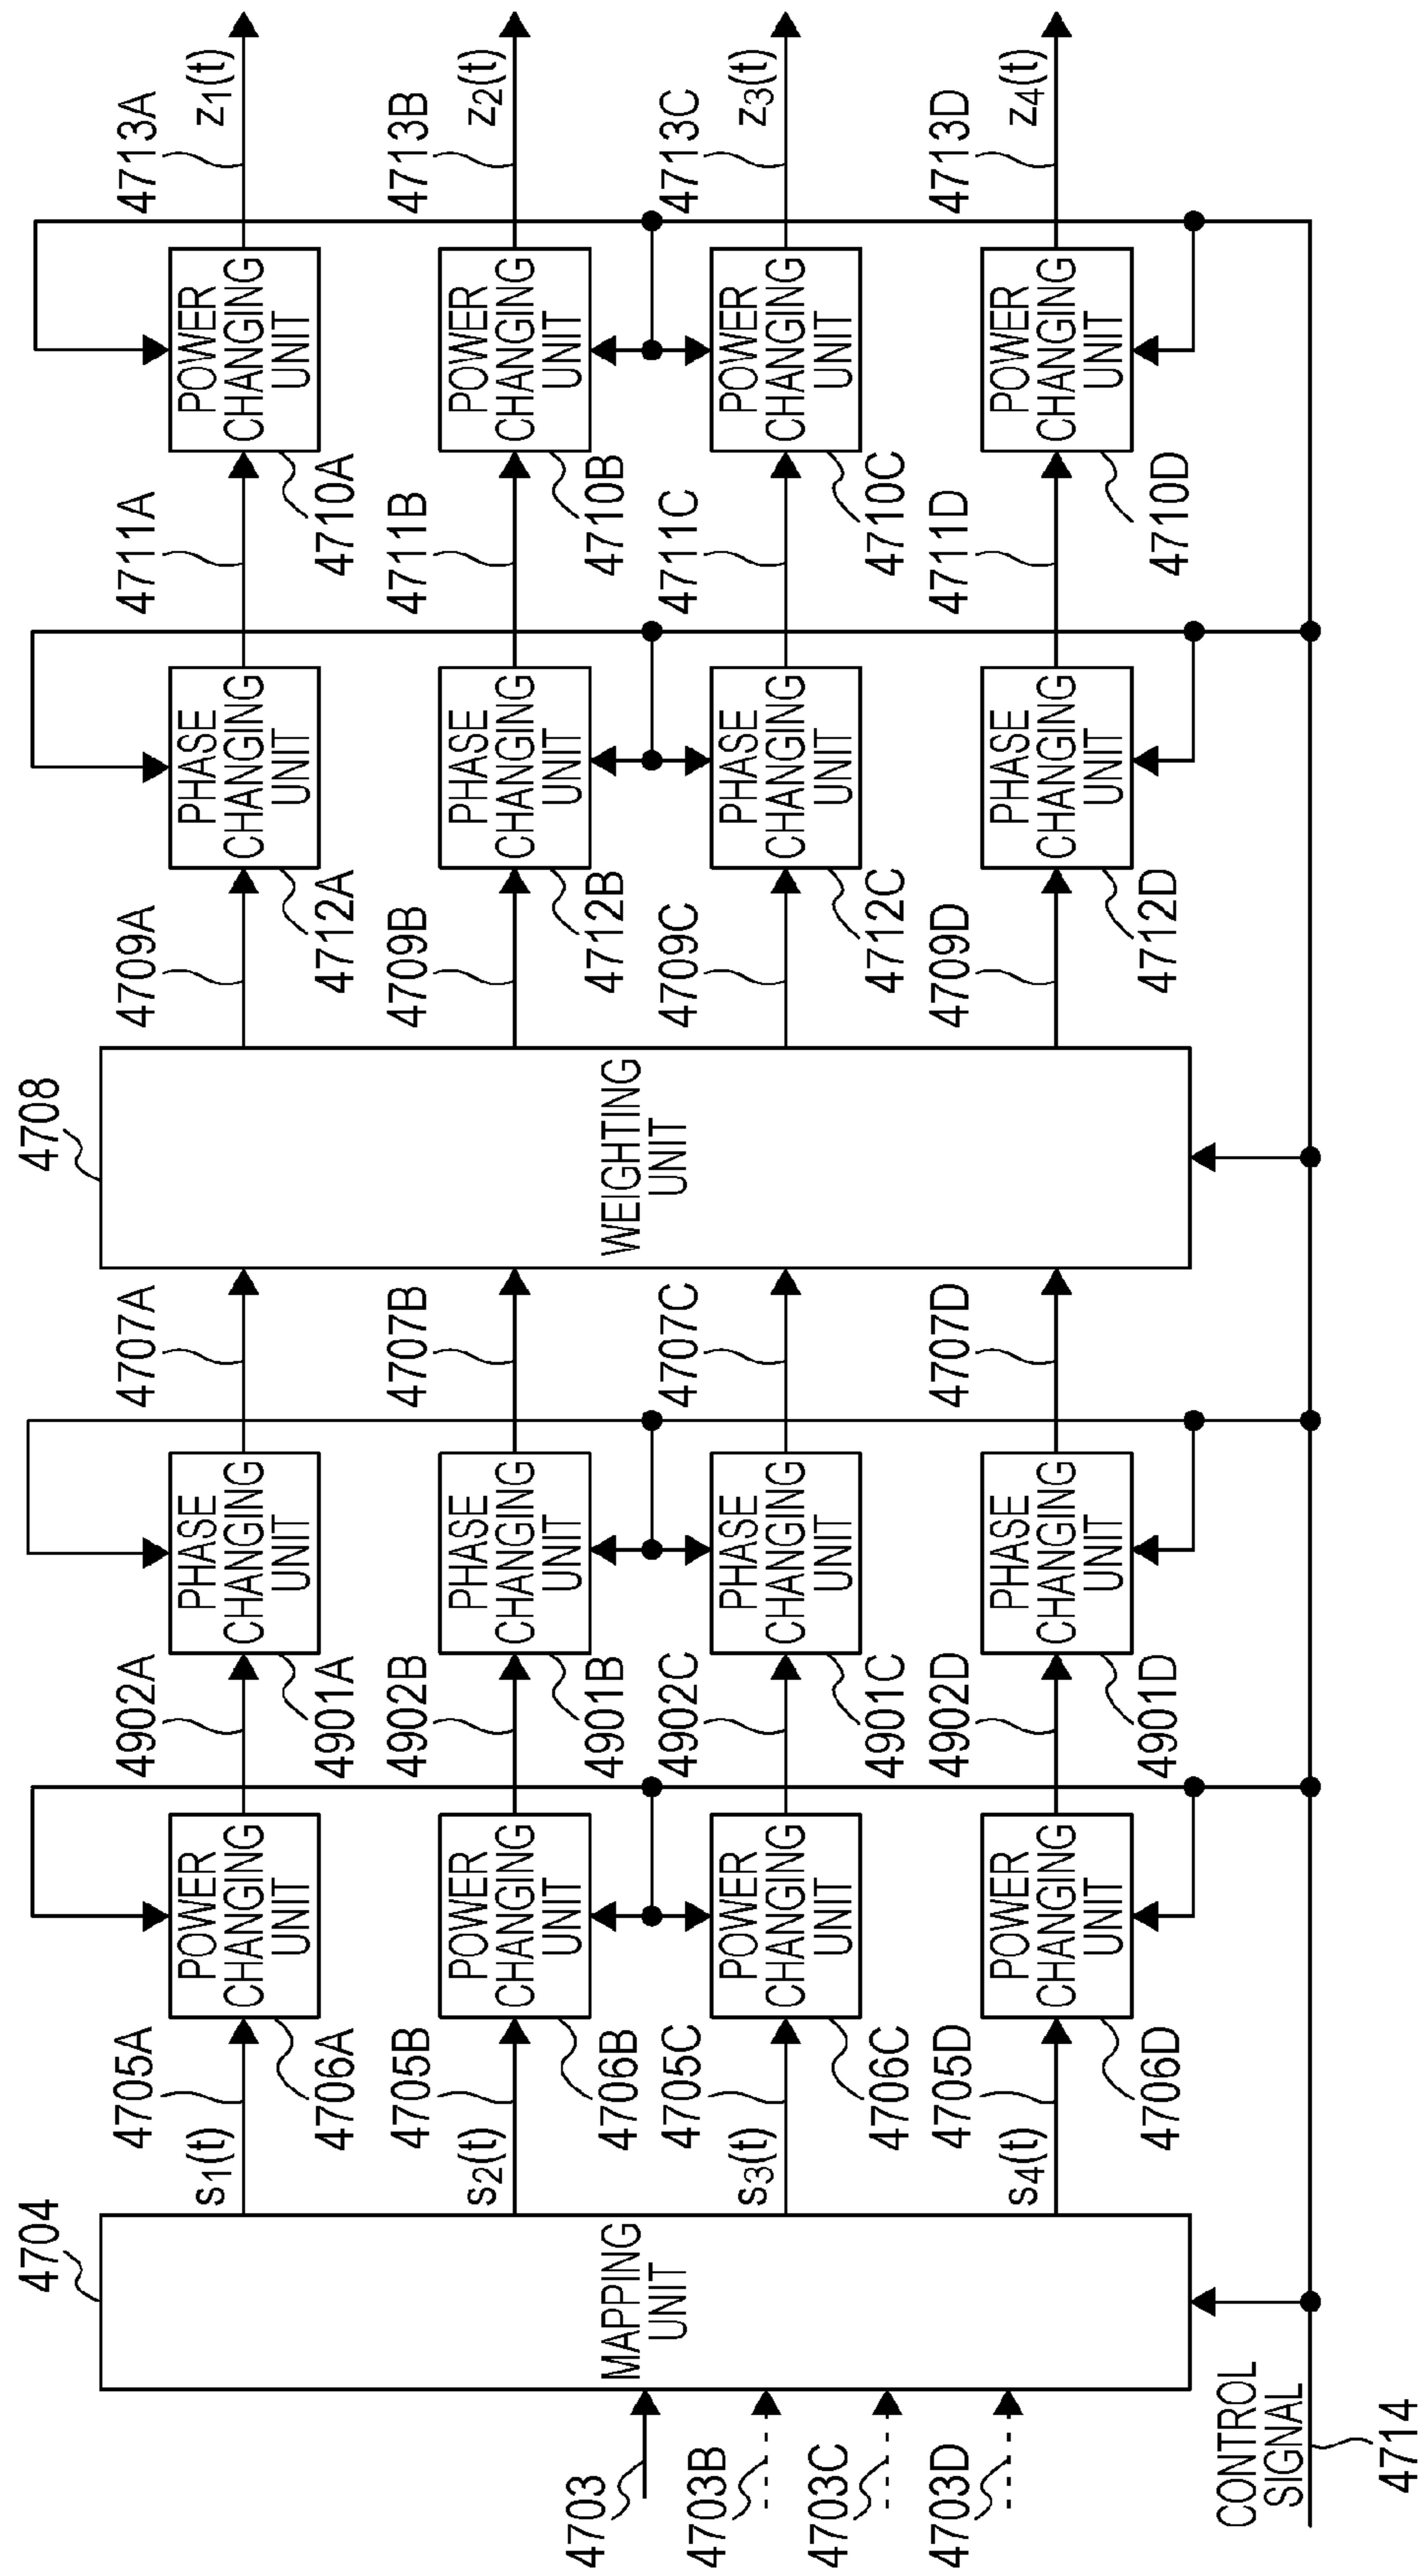 4704
4708
4705A
4902A
4707A
4709A
4711A
4713A
s1(t)
z1(t)
POWER
CHANGING
UNIT
PHASE
CHANGING
UNIT
PHASE
CHANGING
UNIT
POWER
CHANGING
UNIT
4706A
4901A
4712A
4710A
4705B
4902B
4707B
4709B
4711B
4713B
s2(t)
z2(t)
POWER
CHANGING
UNIT
PHASE
CHANGING
UNIT
PHASE
CHANGING
UNIT
POWER
CHANGING
UNIT
4706B
4901B
4712B
4710B
4703
MAPPING
UNIT
WEIGHTING
UNIT
4703B
4705C
4902C
4707C
4709C
4711C
4713C
s3(t)
z3(t)
POWER
CHANGING
UNIT
PHASE
CHANGING
UNIT
PHASE
CHANGING
UNIT
POWER
CHANGING
UNIT
4703C
4706C
4901C
4712C
4710C
4703D
4705D
4902D
4707D
4709D
4711D
4713D
s4(t)
z4(t)
POWER
CHANGING
UNIT
PHASE
CHANGING
UNIT
PHASE
CHANGING
UNIT
POWER
CHANGING
UNIT
4706D
4901D
4712D
4710D
CONTROL
SIGNAL
4714